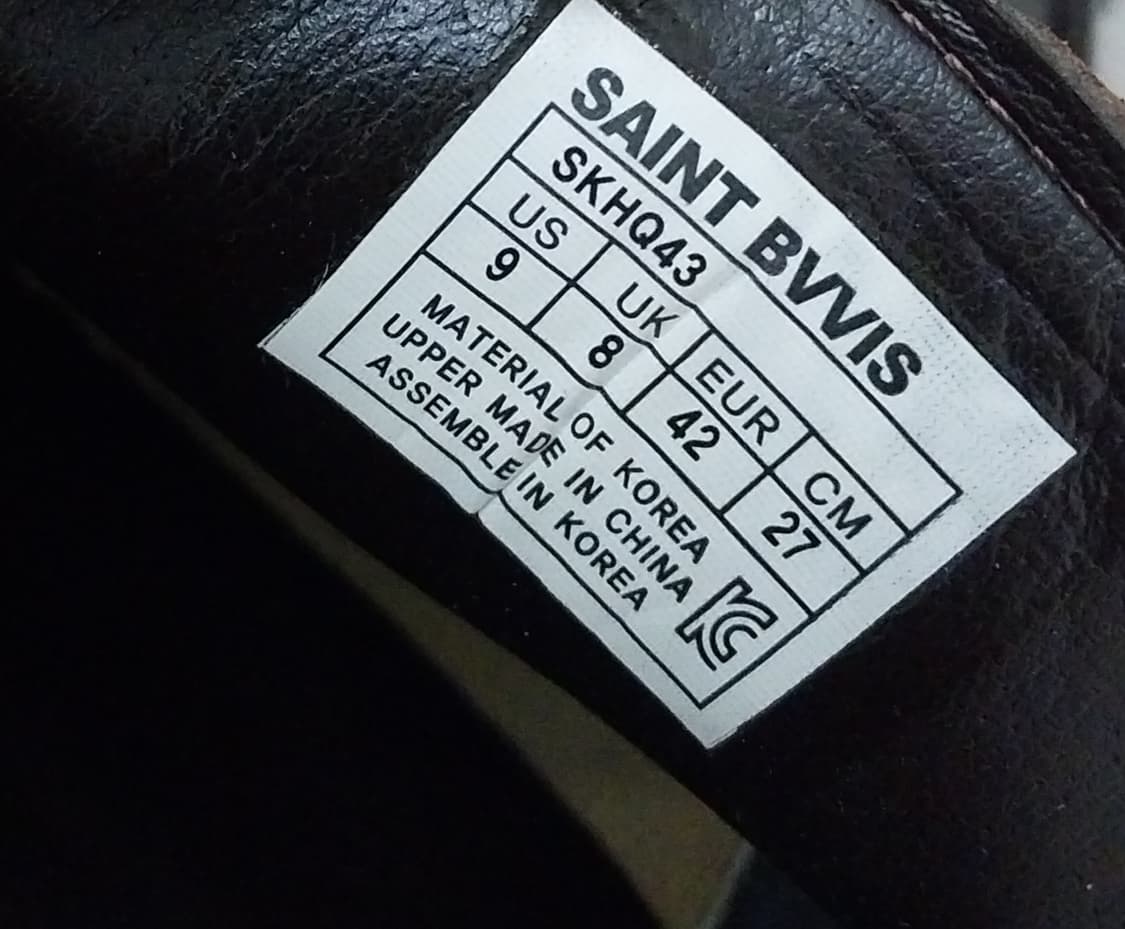 SAINT BVVIS
SKHQ43
US UK EUR CM
9 8 42 27
MATERIAL OF KOREA
UPPER MADE IN CHINA
ASSEMBLE IN KOREA
KC